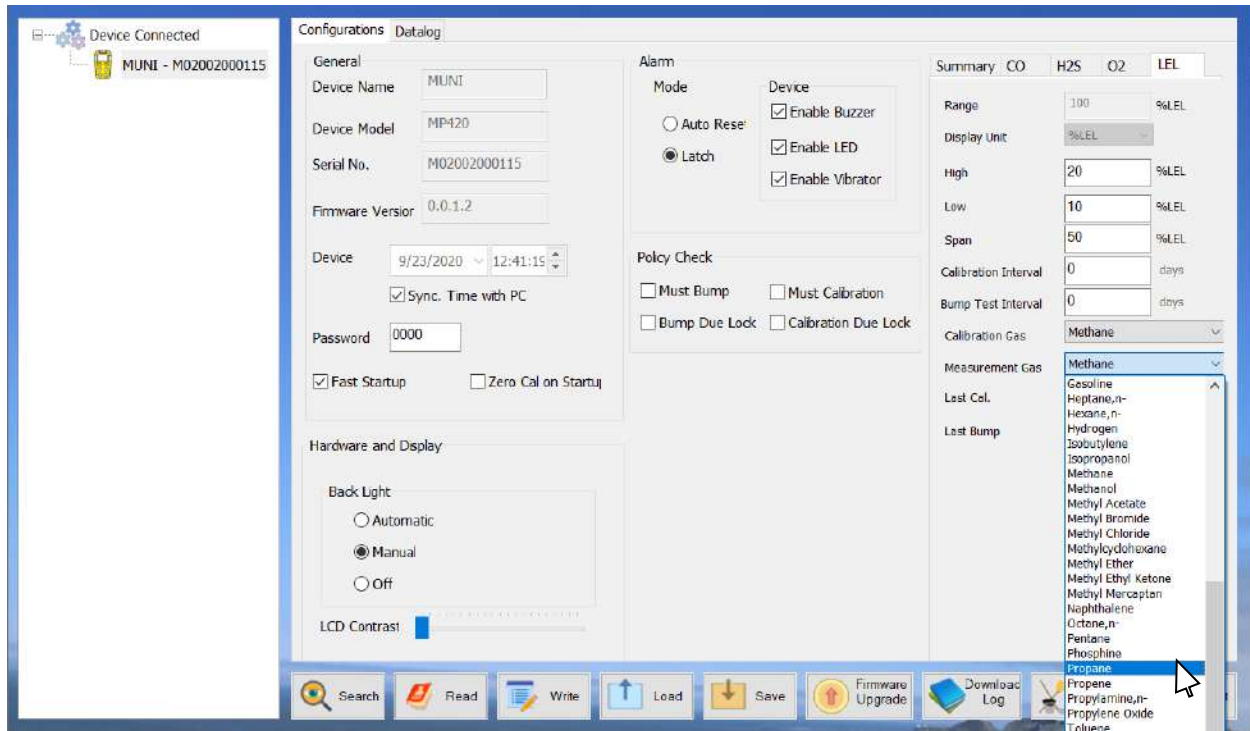 Device Connected
MUNI - M02002000115
Configurations Datalog
General
Device Name MUNI
Device Model MP420
Serial No. M02002000115
Firmware Versior 0.0.1.2
Device 9/23/2020 12:41:19
Sync. Time with PC
Password 0000
Fast Startup Zero Cal on Startu
Hardware and Display
Back Light
Automatic
Manual
Off
LCD Contrast
Alarm
Mode
Auto Rese
Latch
Device
Enable Buzzer
Enable LED
Enable Vibrator
Policy Check
Must Bump Must Calibration
Bump Due Lock Calibration Due Lock
Summary CO H2S O2 LEL
Range 100 %LEL
Display Unit %LEL
High 20 %LEL
Low 10 %LEL
Span 50 %LEL
Calibration Interval 0 days
Bump Test Interval 0 days
Calibration Gas Methane
Measurement Gas Methane
Last Cal.
Last Bump
Gasoline
Heptane,n-
Hexane,n-
Hydrogen
Isobutylene
Isopropanol
Methane
Methanol
Methyl Acetate
Methyl Bromide
Methyl Chloride
Methylcyclohexane
Methyl Ether
Methyl Ethyl Ketone
Methyl Mercaptan
Naphthalene
Octane,n-
Pentane
Phosphine
Propane
Propene
Propylamine,n-
Propylene Oxide
Toluene
Search
Read
Write
Load
Save
Firmware
Upgrade
Download
Log